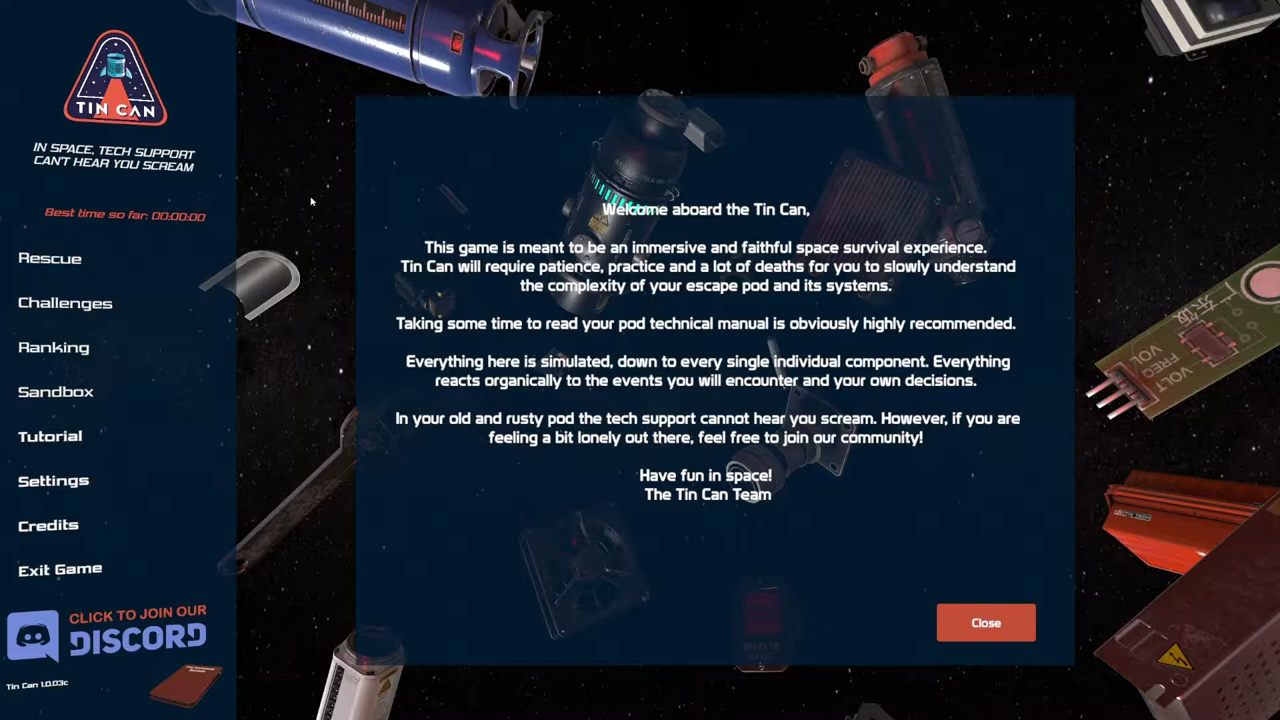 TIN CAN
IN SPACE, TECH SUPPORT
CAN'T HEAR YOU SCREAM
Best time so far: 00:00:00
Rescue
Challenges
Ranking
Sandbox
Tutorial
Settings
Credits
Exit Game
CLICK TO JOIN OUR
DISCORD
Tin Can 1.0.03c
Welcome aboard the Tin Can,
This game is meant to be an immersive and faithful space survival experience.
Tin Can will require patience, practice and a lot of deaths for you to slowly understand
the complexity of your escape pod and its systems.
Taking some time to read your pod technical manual is obviously highly recommended.
Everything here is simulated, down to every single individual component. Everything
reacts organically to the events you will encounter and your own decisions.
In your old and rusty pod the tech support cannot hear you scream. However, if you are
feeling a bit lonely out there, feel free to join our community!
Have fun in space!
The Tin Can Team
Close
VOLT
FREQ
VOLT